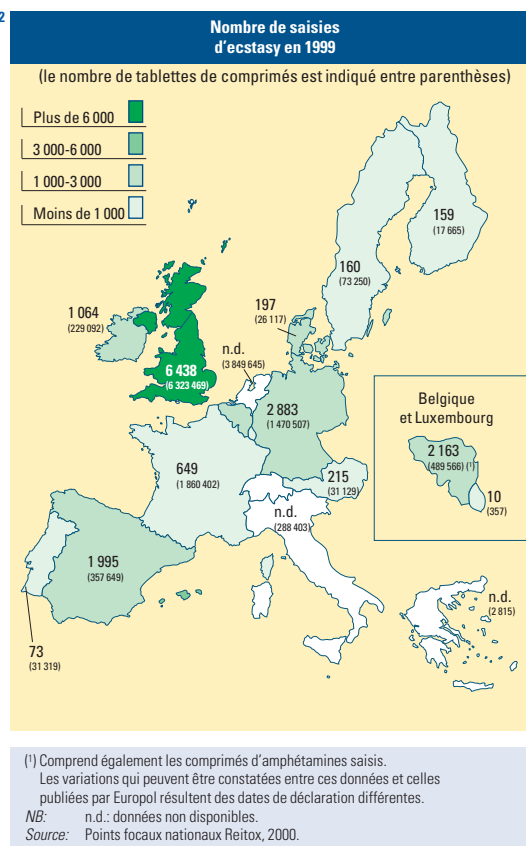 2
Nombre de saisies
d'ecstasy en 1999
(le nombre de tablettes de comprimés est indiqué entre parenthèses)
Plus de 6 000
3 000-6 000
1 000-3 000
Moins de 1 000
159
(17 665)
160
(73 250)
1 064
(229 092)
197
(26 117)
n.d.
(3 849 645)
6 438
(6 323 469)
2 883
(1 470 507)
Belgique
et Luxembourg
2 163
(489 566) (¹)
10
(357)
649
(1 860 402)
215
(31 129)
n.d.
(288 403)
1 995
(357 649)
n.d.
(2 815)
73
(31 319)
(¹) Comprend également les comprimés d'amphétamines saisis.
Les variations qui peuvent être constatées entre ces données et celles
publiées par Europol résultent des dates de déclaration différentes.
NB: n.d.: données non disponibles.
Source: Points focaux nationaux Reitox, 2000.